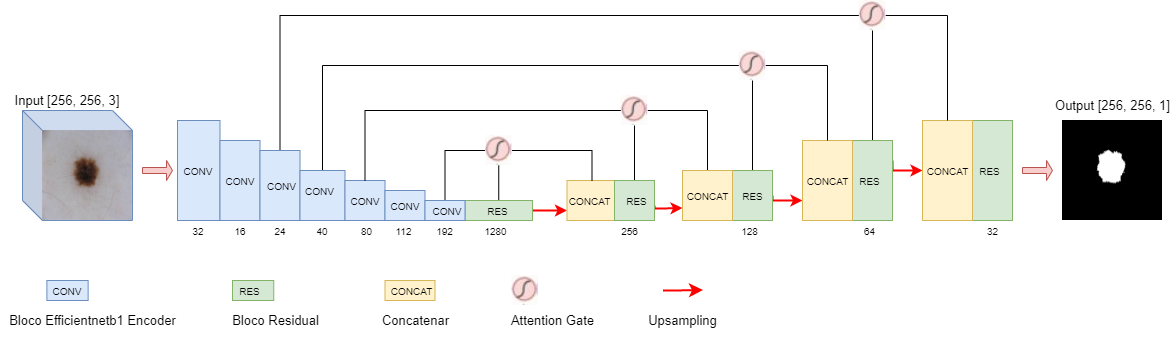 Input [256, 256, 3]
Output [256, 256, 1]
CONV
CONV
CONV
CONV
CONV
CONV
CONV
RES
CONCAT
RES
CONCAT
RES
CONCAT
RES
CONCAT
RES
32
16
24
40
80
112
192
1280
256
128
64
32
CONV
RES
CONCAT
Bloco Efficientnetb1 Encoder
Bloco Residual
Concatenar
Attention Gate
Upsampling